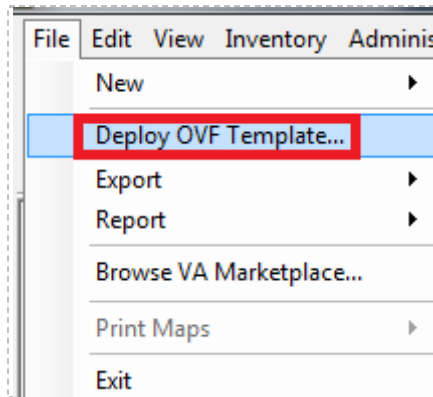 File Edit View Inventory Adminis
New
Deploy OVF Template...
Export
Report
Browse VA Marketplace...
Print Maps
Exit